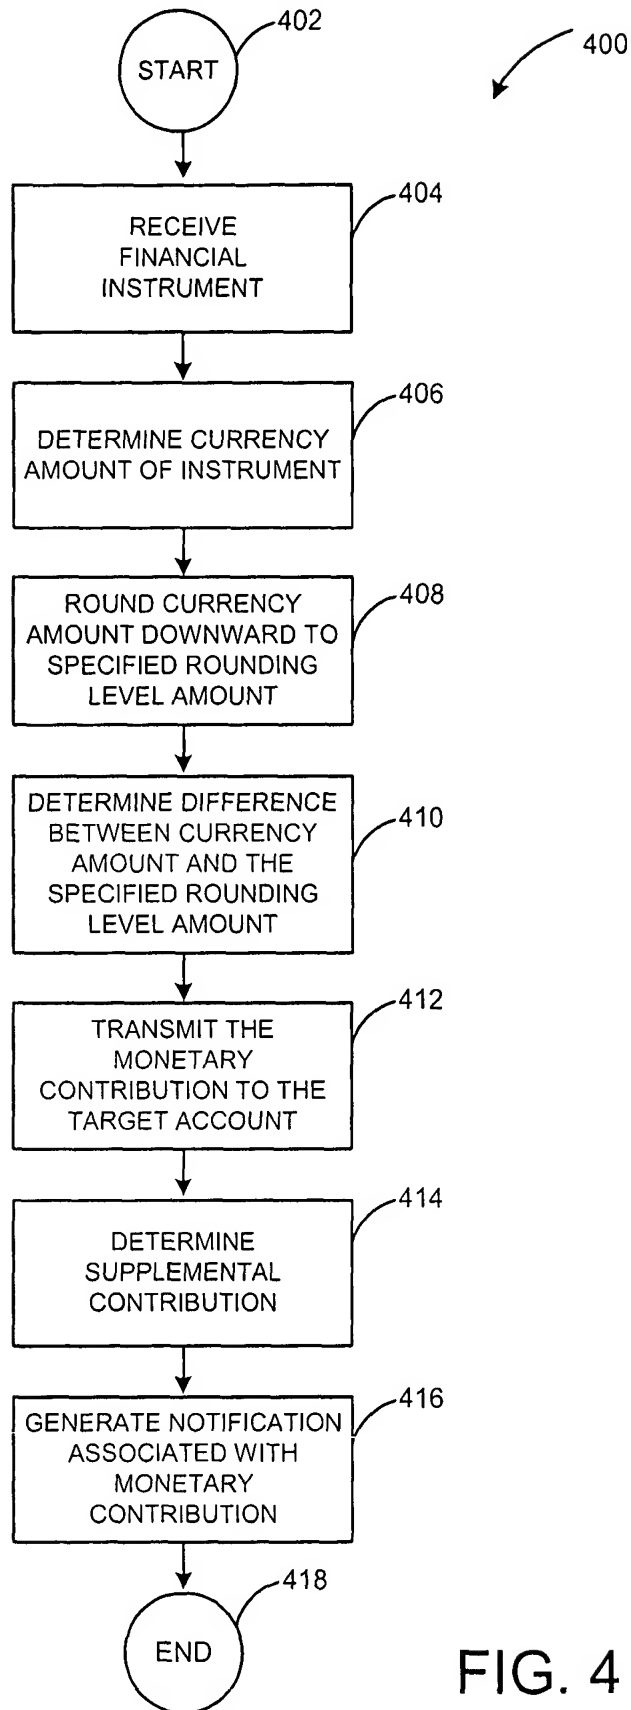 402
START
400
404
RECEIVE
FINANCIAL
INSTRUMENT
406
DETERMINE CURRENCY
AMOUNT OF INSTRUMENT
408
ROUND CURRENCY
AMOUNT DOWNWARD TO
SPECIFIED ROUNDING
LEVEL AMOUNT
410
DETERMINE DIFFERENCE
BETWEEN CURRENCY
AMOUNT AND THE
SPECIFIED ROUNDING
LEVEL AMOUNT
412
TRANSMIT THE
MONETARY
CONTRIBUTION TO THE
TARGET ACCOUNT
414
DETERMINE
SUPPLEMENTAL
CONTRIBUTION
416
GENERATE NOTIFICATION
ASSOCIATED WITH
MONETARY
CONTRIBUTION
418
END
FIG. 4